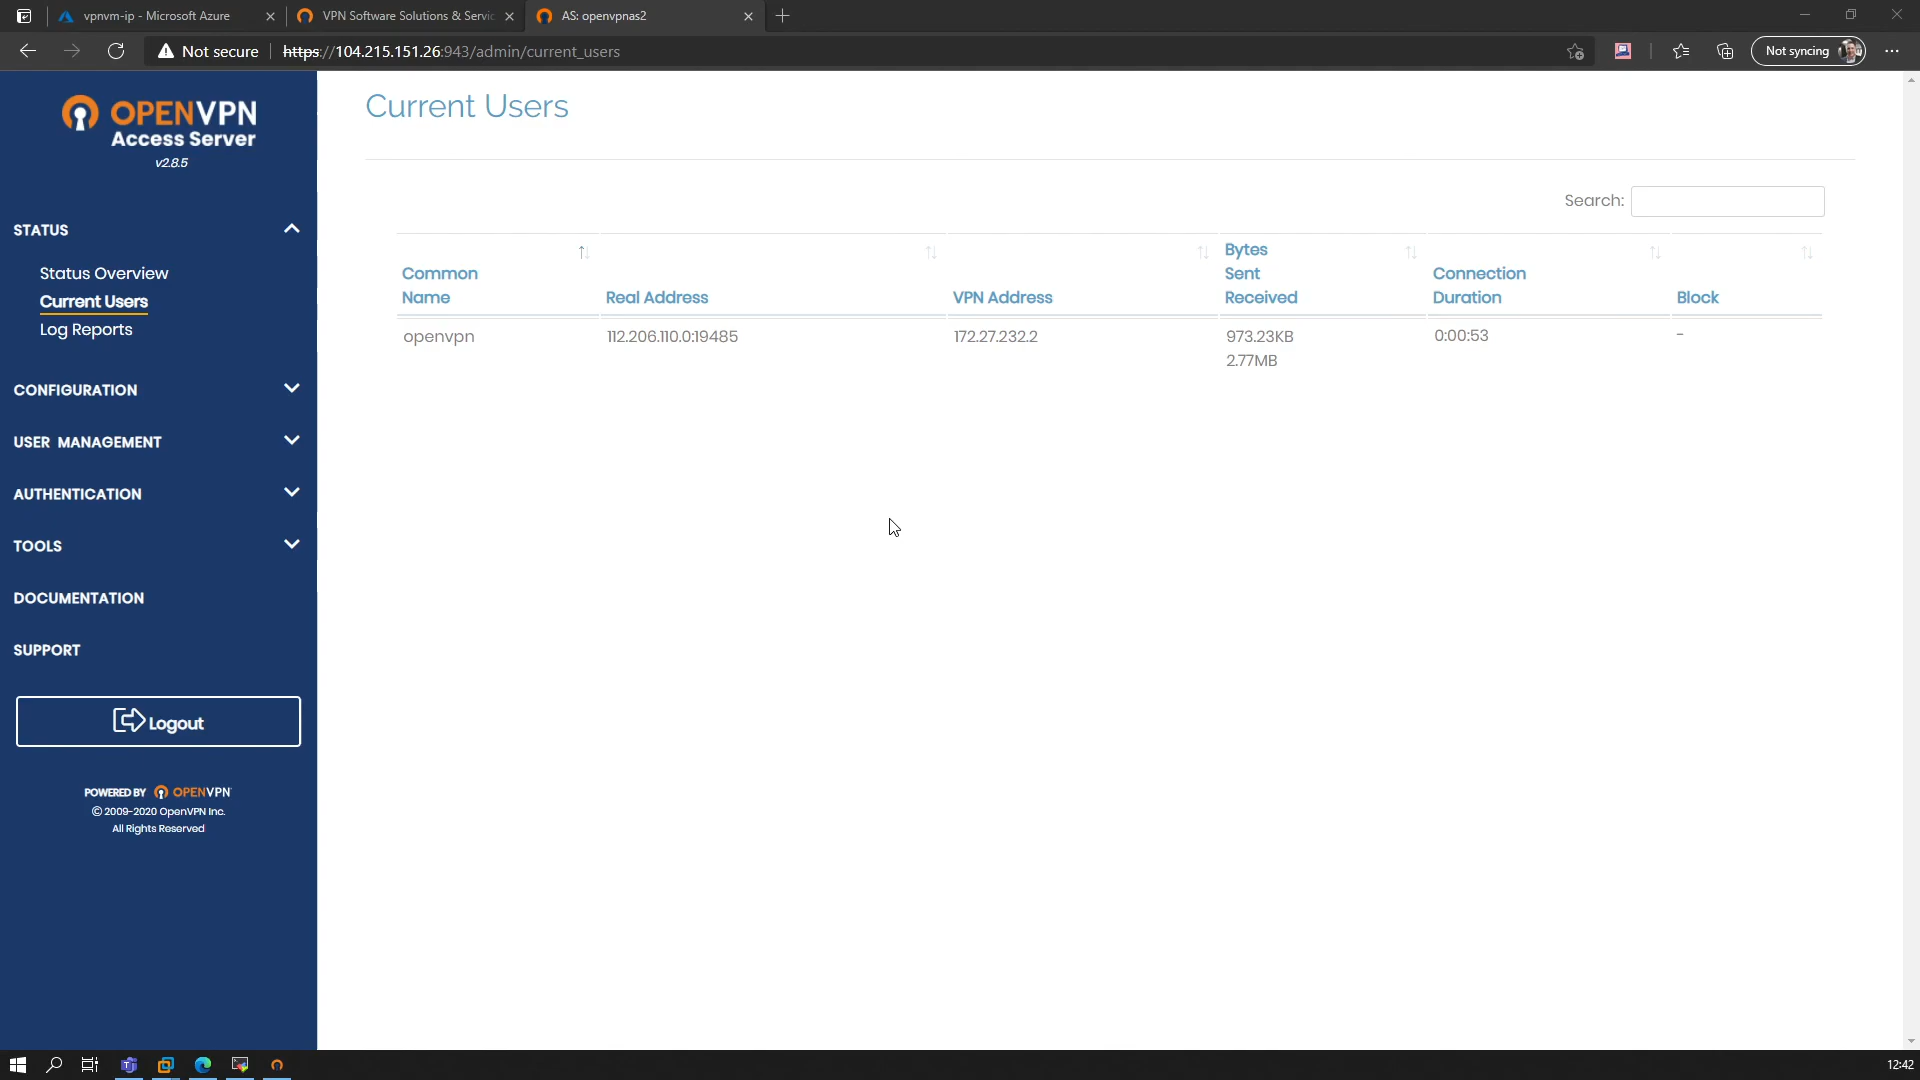 vpnvm-ip - Microsoft Azure
VPN Software Solutions & Servic
AS: openvpnas2
Not secure
https://104.215.151.26:943/admin/current_users
Not syncing
OPENVPN
Access Server
v2.8.5
STATUS
Status Overview
Current Users
Log Reports
CONFIGURATION
USER MANAGEMENT
AUTHENTICATION
TOOLS
DOCUMENTATION
SUPPORT
Logout
POWERED BY OPENVPN
© 2009-2020 OpenVPN Inc.
All Rights Reserved
Current Users
Search:
Common Name
Real Address
VPN Address
Bytes Sent Received
Connection Duration
Block
openvpn
112.206.110.0:19485
172.27.232.2
973.23KB
2.77MB
0:00:53
-
12:42